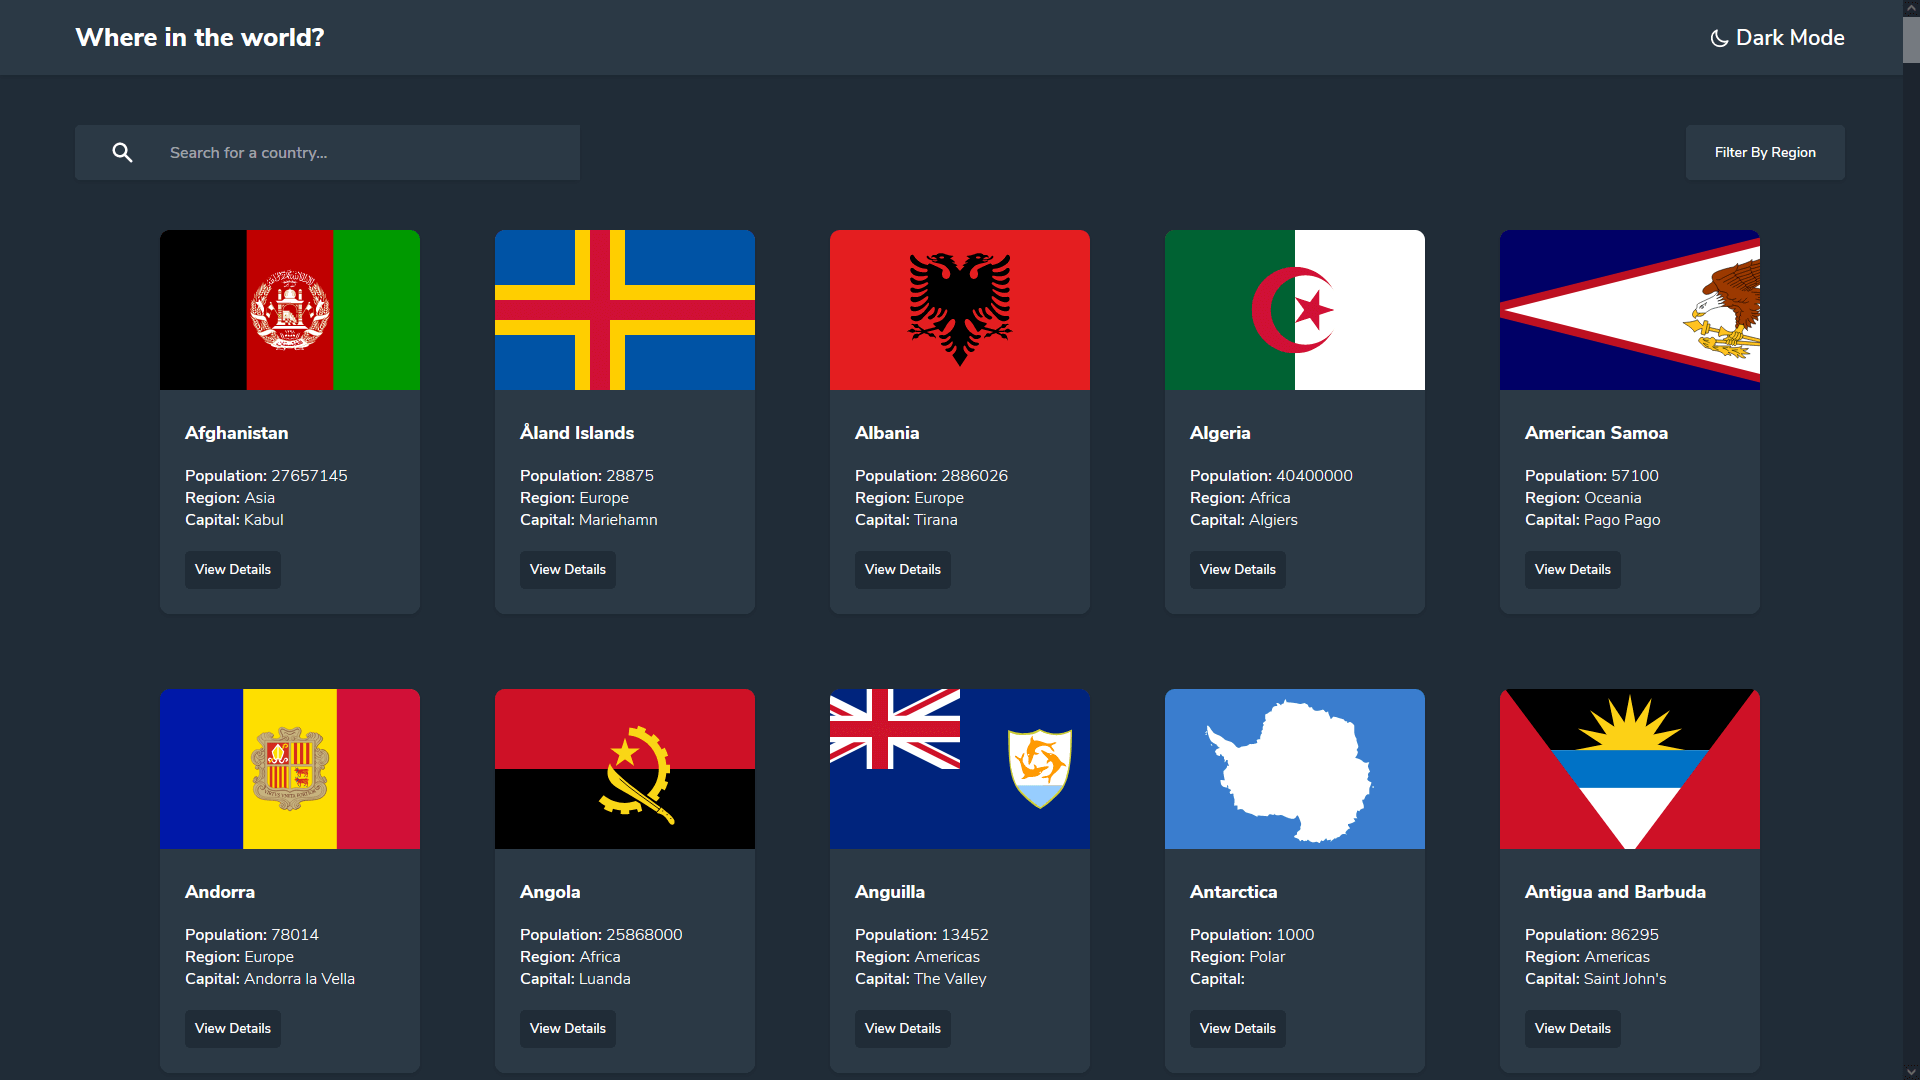 Where in the world?
Dark Mode
Search for a country...
Filter By Region
Afghanistan
Population: 27657145
Region: Asia
Capital: Kabul
View Details
Åland Islands
Population: 28875
Region: Europe
Capital: Mariehamn
View Details
Albania
Population: 2886026
Region: Europe
Capital: Tirana
View Details
Algeria
Population: 40400000
Region: Africa
Capital: Algiers
View Details
American Samoa
Population: 57100
Region: Oceania
Capital: Pago Pago
View Details
Andorra
Population: 78014
Region: Europe
Capital: Andorra la Vella
View Details
Angola
Population: 25868000
Region: Africa
Capital: Luanda
View Details
Anguilla
Population: 13452
Region: Americas
Capital: The Valley
View Details
Antarctica
Population: 1000
Region: Polar
Capital:
View Details
Antigua and Barbuda
Population: 86295
Region: Americas
Capital: Saint John's
View Details